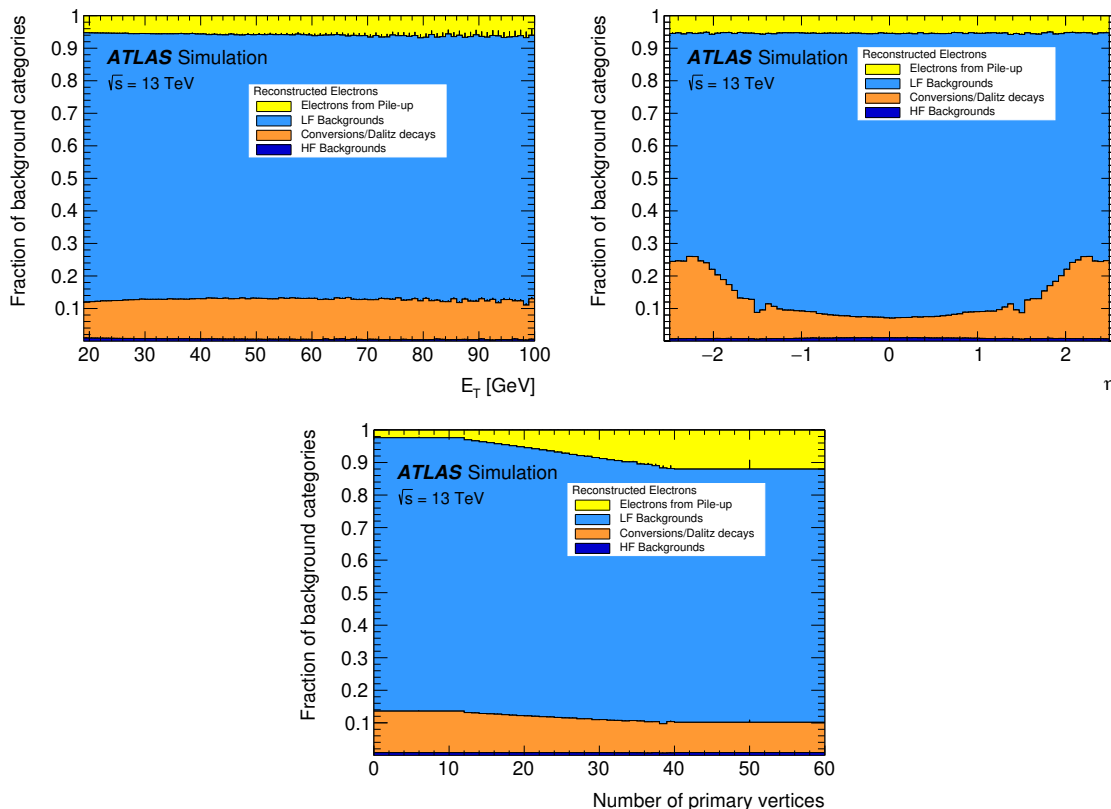 Fraction of background categories
1
0.9
0.8
0.7
0.6
0.5
0.4
0.3
0.2
0.1
ATLAS Simulation
√s = 13 TeV
Reconstructed Electrons
Electrons from Pile-up
LF Backgrounds
Conversions/Dalitz decays
HF Backgrounds
20 30 40 50 60 70 80 90 100
E_T [GeV]
Fraction of background categories
1
0.9
0.8
0.7
0.6
0.5
0.4
0.3
0.2
0.1
ATLAS Simulation
√s = 13 TeV
Reconstructed Electrons
Electrons from Pile-up
LF Backgrounds
Conversions/Dalitz decays
HF Backgrounds
−2 −1 0 1 2
Fraction of background categories
1
0.9
0.8
0.7
0.6
0.5
0.4
0.3
0.2
0.1
ATLAS Simulation
√s = 13 TeV
Reconstructed Electrons
Electrons from Pile-up
LF Backgrounds
Conversions/Dalitz decays
HF Backgrounds
0 10 20 30 40 50 60
Number of primary vertices